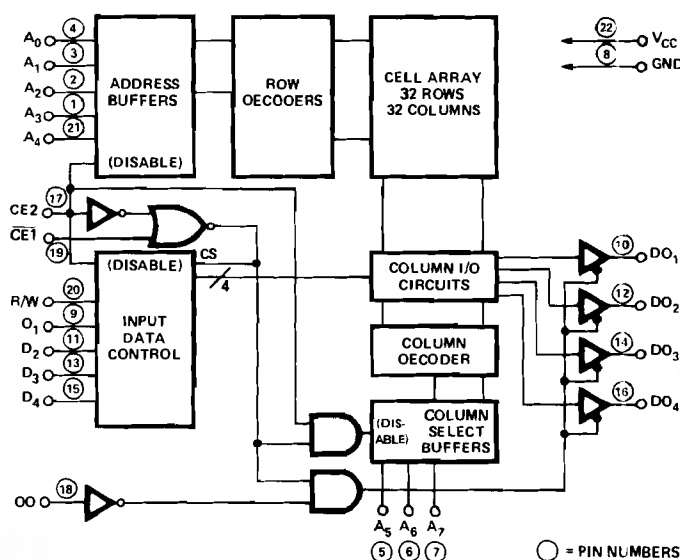 A₀ ④
A₁ ③
A₂ ②
A₃ ①
A₄ ㉑
ADDRESS
BUFFERS
(DISABLE)
ROW
OECOOERS
CELL ARRAY
32 ROWS
32 COLUMNS
㉒ VCC
⑧ GND
CE2 ⑰
C̅E̅1̅ ⑲
(DISABLE)
CS
4
R/W ⑳
O₁ ⑨
D₂ ⑪
D₃ ⑬
D₄ ⑮
INPUT
DATA
CONTROL
COLUMN I/O
CIRCUITS
COLUMN
OECODER
(DIS-
ABLE)
COLUMN
SELECT
BUFFERS
⑩ DO₁
⑫ DO₂
⑭ DO₃
⑯ DO₄
OO ⑱
A₅ A₆ A₇
⑤ ⑥ ⑦
◯ = PIN NUMBERS